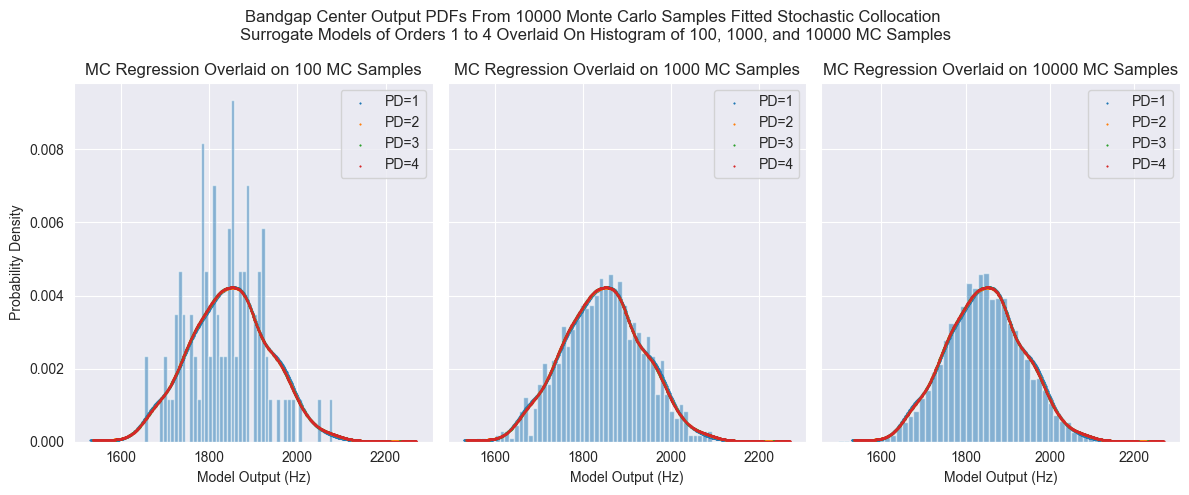 Bandgap Center Output PDFs From 10000 Monte Carlo Samples Fitted Stochastic Collocation
Surrogate Models of Orders 1 to 4 Overlaid On Histogram of 100, 1000, and 10000 MC Samples
MC Regression Overlaid on 100 MC Samples
MC Regression Overlaid on 1000 MC Samples
MC Regression Overlaid on 10000 MC Samples
PD=1
PD=2
PD=3
PD=4
PD=1
PD=2
PD=3
PD=4
PD=1
PD=2
PD=3
PD=4
Probability Density
0.008
0.006
0.004
0.002
0.000
1600 1800 2000 2200
1600 1800 2000 2200
1600 1800 2000 2200
Model Output (Hz)
Model Output (Hz)
Model Output (Hz)